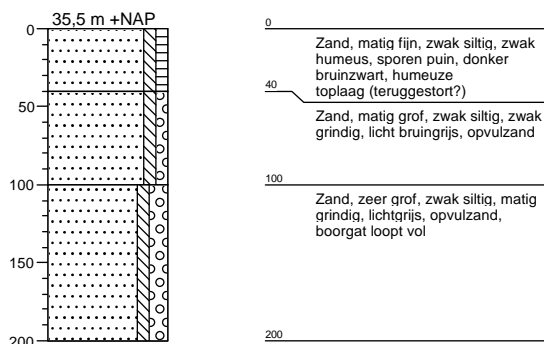 35,5 m +NAP
0
50
100
150
200
0
Zand, matig fijn, zwak siltig, zwak
humeus, sporen puin, donker
bruinzwart, humeuze
toplaag (teruggestort?)
40
Zand, matig grof, zwak siltig, zwak
grindig, licht bruingrijs, opvulzand
100
Zand, zeer grof, zwak siltig, matig
grindig, lichtgrijs, opvulzand,
boorgat loopt vol
200